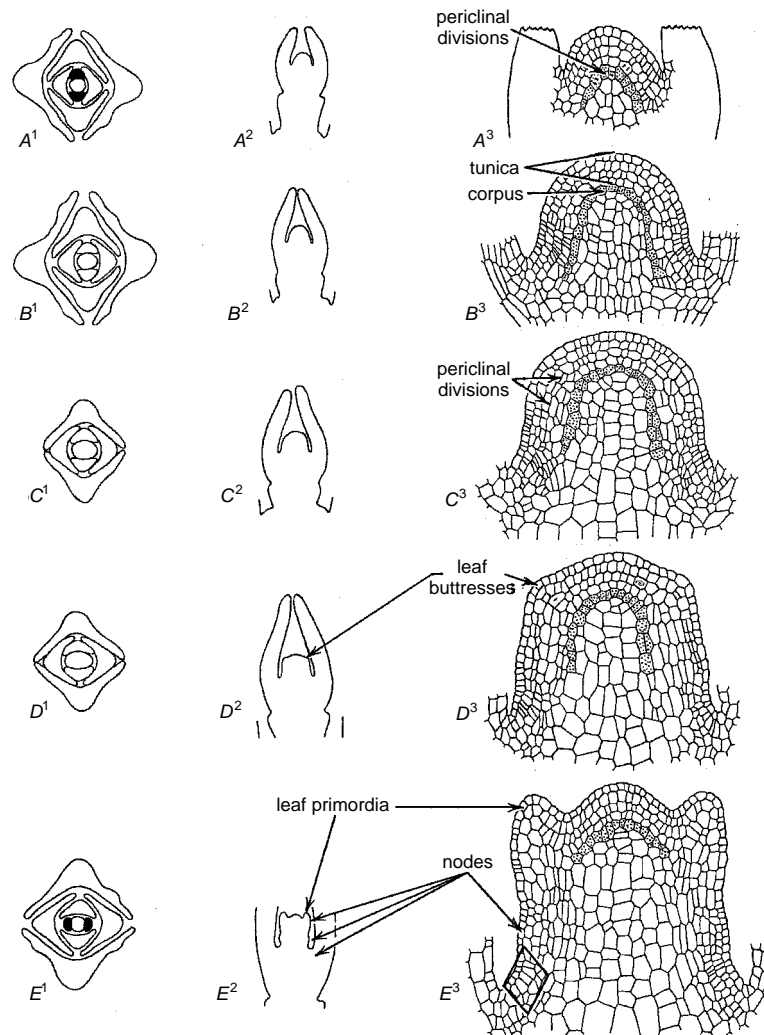 periclinal
divisions
A1
A2
A3
tunica
corpus
B1
B2
B3
periclinal
divisions
C1
C2
C3
leaf
buttresses
D1
D2
D3
leaf primordia
nodes
E1
E2
E3